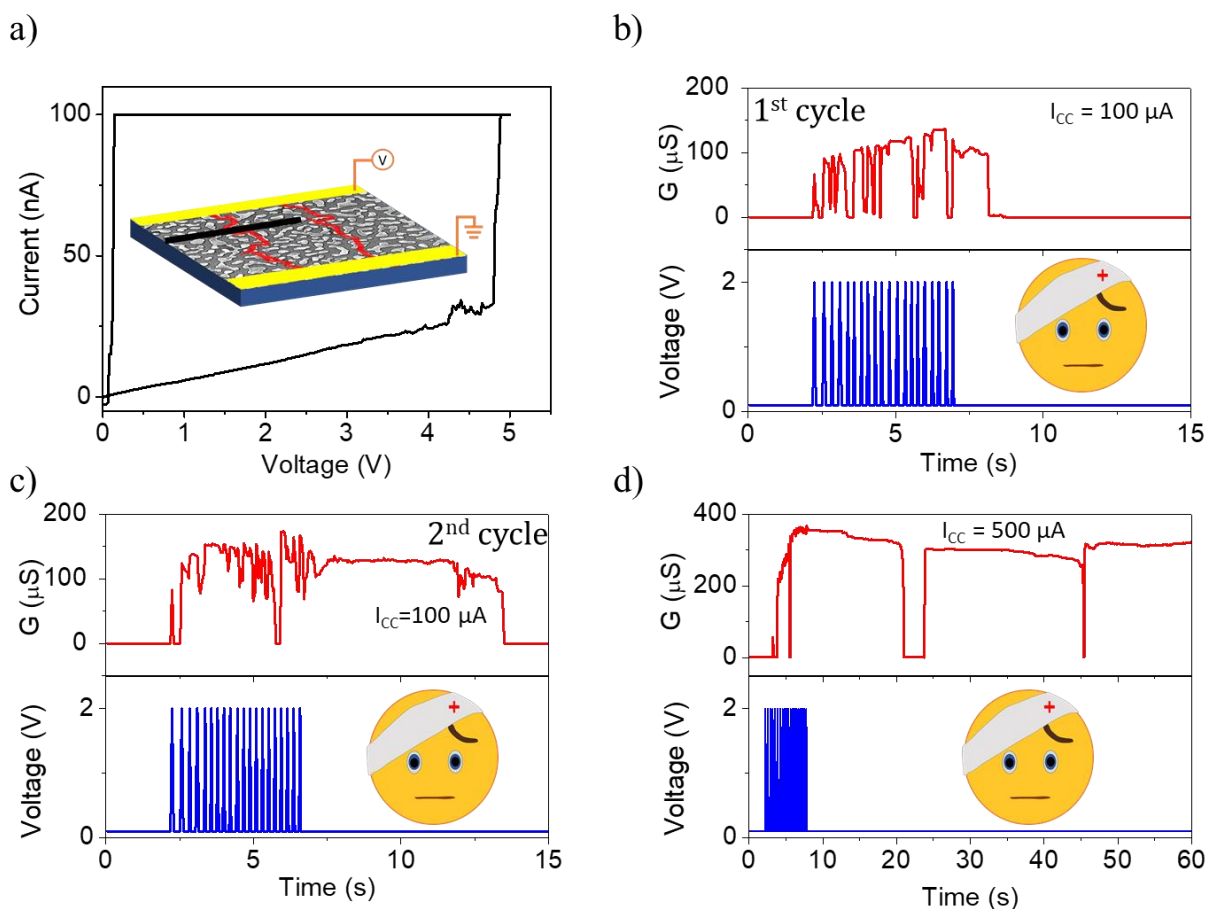 a)
100
50
0
Current (nA)
0 1 2 3 4 5
Voltage (V)
V
b)
200
100
0
G (μS)
1st cycle
ICC = 100 μA
2
0
Voltage (V)
+
0 5 10 15
Time (s)
c)
200
100
0
G (μS)
2nd cycle
ICC=100 μA
2
0
Voltage (V)
+
0 5 10 15
Time (s)
d)
400
200
0
G (μS)
ICC = 500 μA
2
0
Voltage (V)
+
0 10 20 30 40 50 60
Time (s)